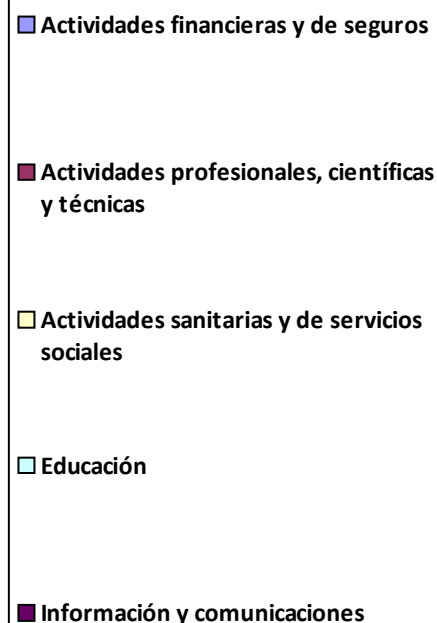 Actividades financieras y de seguros
Actividades profesionales, científicas
y técnicas
Actividades sanitarias y de servicios
sociales
Educación
Información y comunicaciones